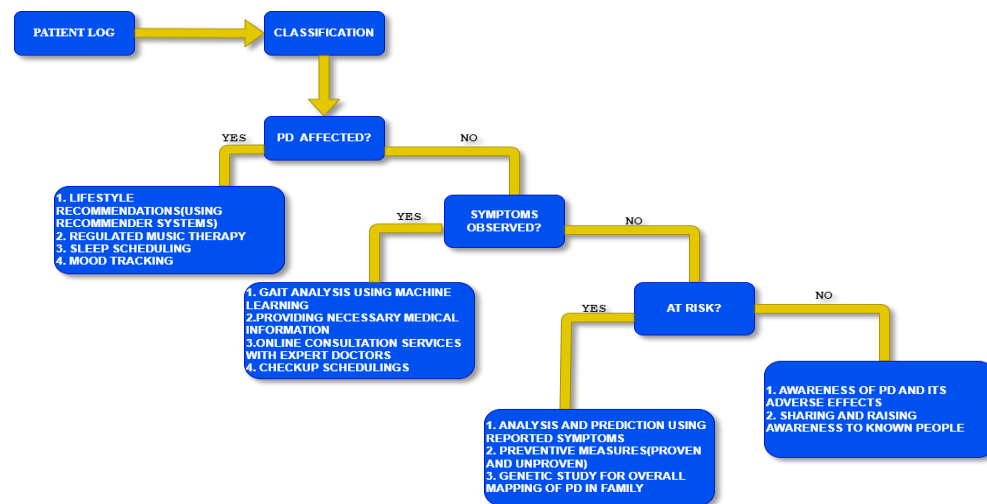 PATIENT LOG
CLASSIFICATION
PD AFFECTED?
YES
NO
1. LIFESTYLE
RECOMMENDATIONS(USING
RECOMMENDER SYSTEMS)
2. REGULATED MUSIC THERAPY
3. SLEEP SCHEDULING
4. MOOD TRACKING
SYMPTOMS
OBSERVED?
YES
NO
1. GAIT ANALYSIS USING MACHINE
LEARNING
2.PROVIDING NECESSARY MEDICAL
INFORMATION
3.ONLINE CONSULTATION SERVICES
WITH EXPERT DOCTORS
4. CHECKUP SCHEDULINGS
AT RISK?
YES
NO
1. ANALYSIS AND PREDICTION USING
REPORTED SYMPTOMS
2. PREVENTIVE MEASURES(PROVEN
AND UNPROVEN)
3. GENETIC STUDY FOR OVERALL
MAPPING OF PD IN FAMILY
1. AWARENESS OF PD AND ITS
ADVERSE EFFECTS
2. SHARING AND RAISING
AWARENESS TO KNOWN PEOPLE